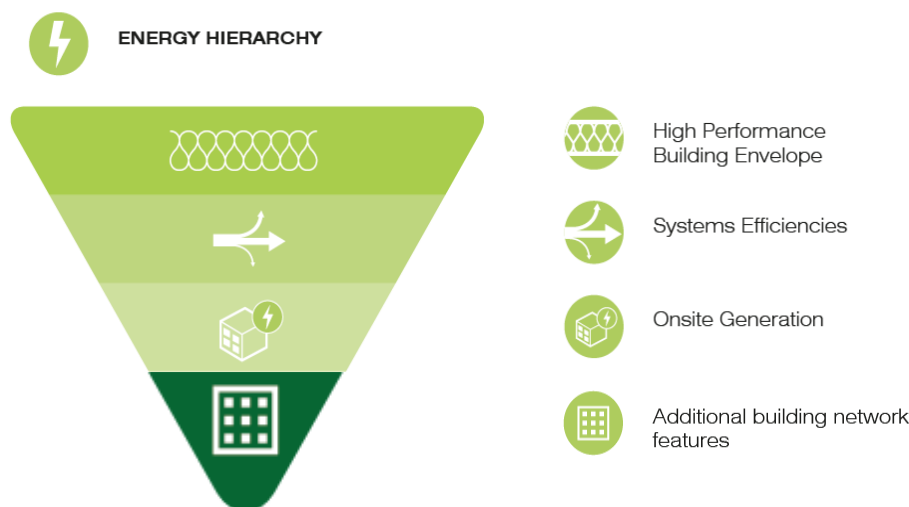 ENERGY HIERARCHY
High Performance
Building Envelope
Systems Efficiencies
Onsite Generation
Additional building network
features